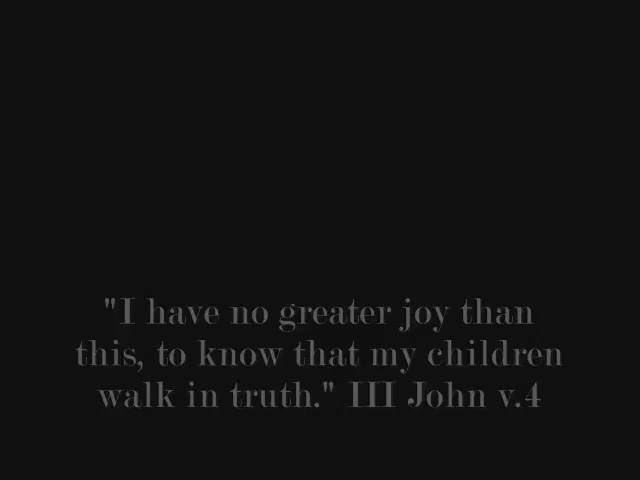 "I have no greater joy than
this, to know that my children
walk in truth." III John v.4